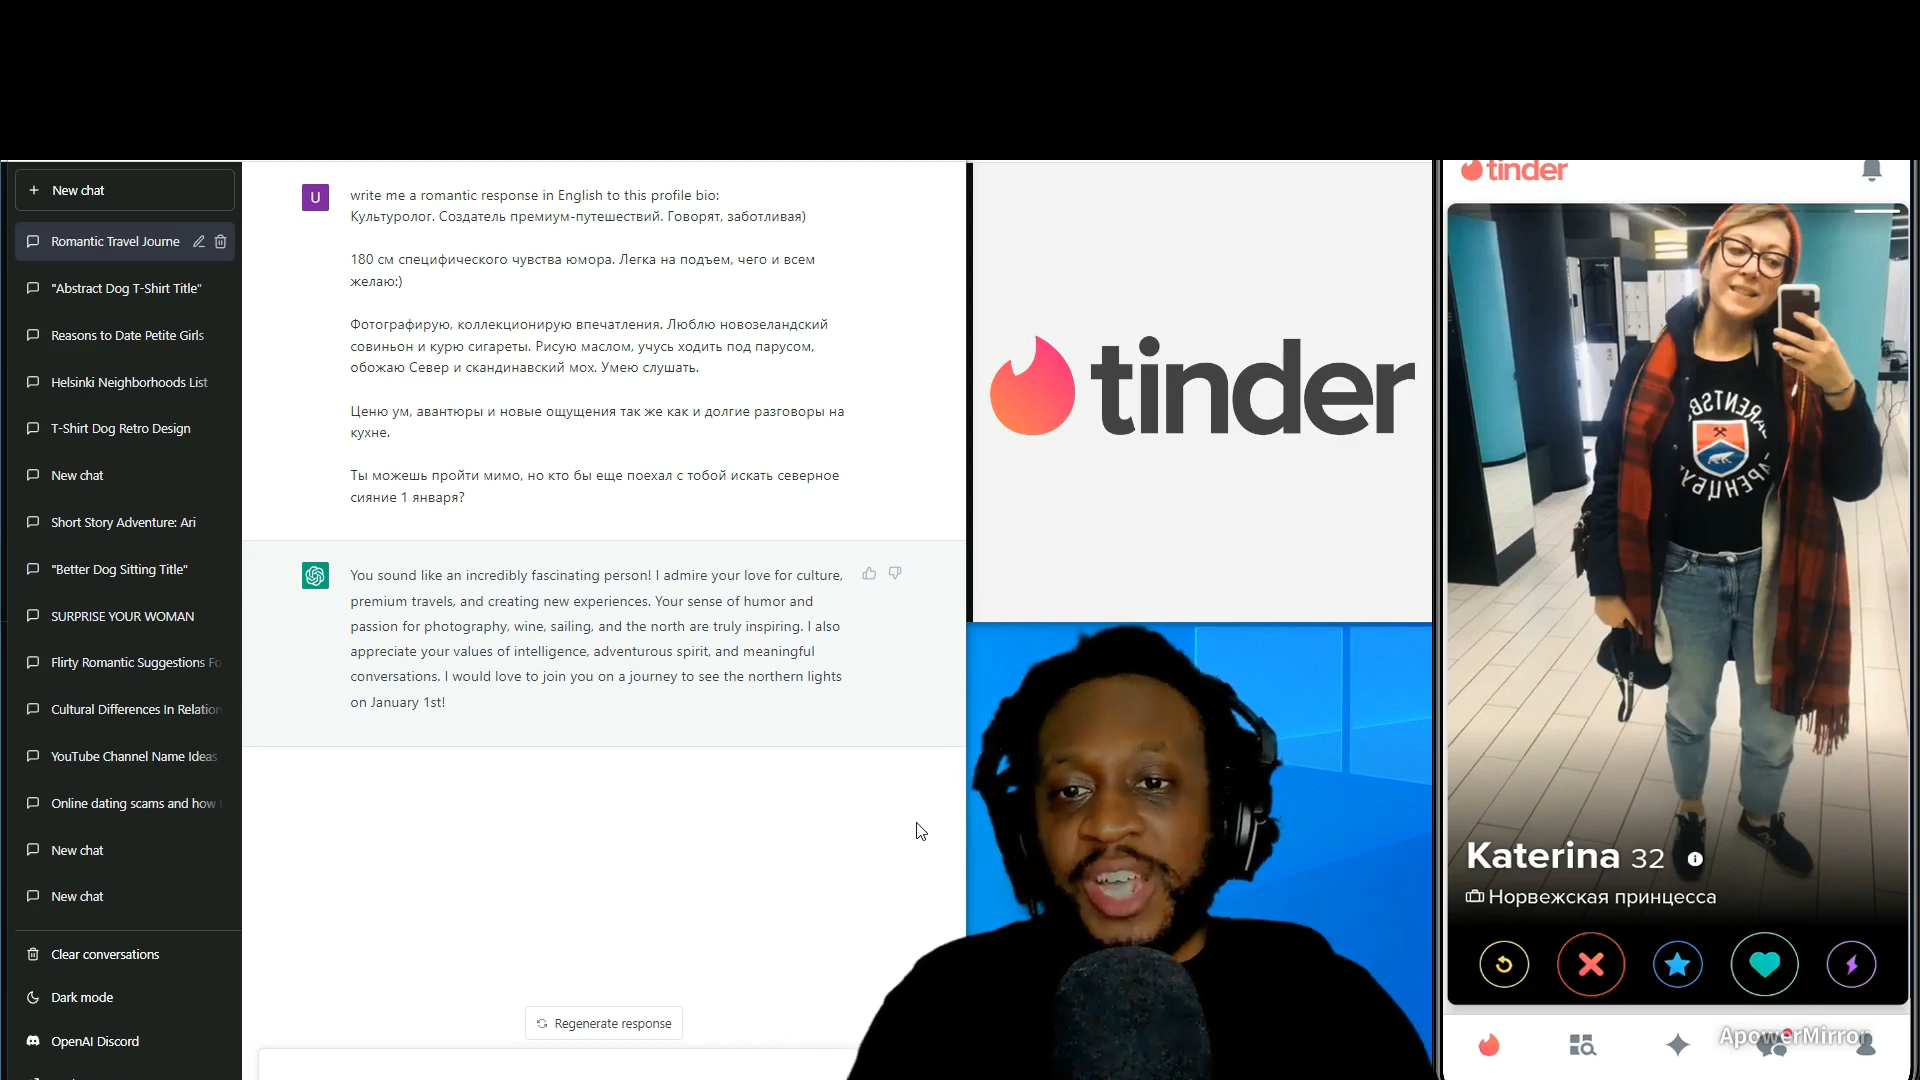 New chat
Romantic Travel Journe
"Abstract Dog T-Shirt Title"
Reasons to Date Petite Girls
Helsinki Neighborhoods List
T-Shirt Dog Retro Design
New chat
Short Story Adventure: Ari
"Better Dog Sitting Title"
SURPRISE YOUR WOMAN
Flirty Romantic Suggestions Fo
Cultural Differences In Relation
YouTube Channel Name Ideas
Online dating scams and how
New chat
New chat
Clear conversations
Dark mode
OpenAI Discord
U
write me a romantic response in English to this profile bio:
Культуролог. Создатель премиум-путешествий. Говорят, заботливая)
180 см специфического чувства юмора. Легка на подъем, чего и всем
желаю:)
Фотографирую, коллекционирую впечатления. Люблю новозеландский
совиньон и курю сигареты. Рисую маслом, учусь ходить под парусом,
обожаю Север и скандинавский мох. Умею слушать.
Ценю ум, авантюры и новые ощущения так же как и долгие разговоры на
кухне.
Ты можешь пройти мимо, но кто бы еще поехал с тобой искать северное
сияние 1 января?
You sound like an incredibly fascinating person! I admire your love for culture,
premium travels, and creating new experiences. Your sense of humor and
passion for photography, wine, sailing, and the north are truly inspiring. I also
appreciate your values of intelligence, adventurous spirit, and meaningful
conversations. I would love to join you on a journey to see the northern lights
on January 1st!
Regenerate response
tinder
tinder
Katerina 32
Норвежская принцесса
ApowerMirror